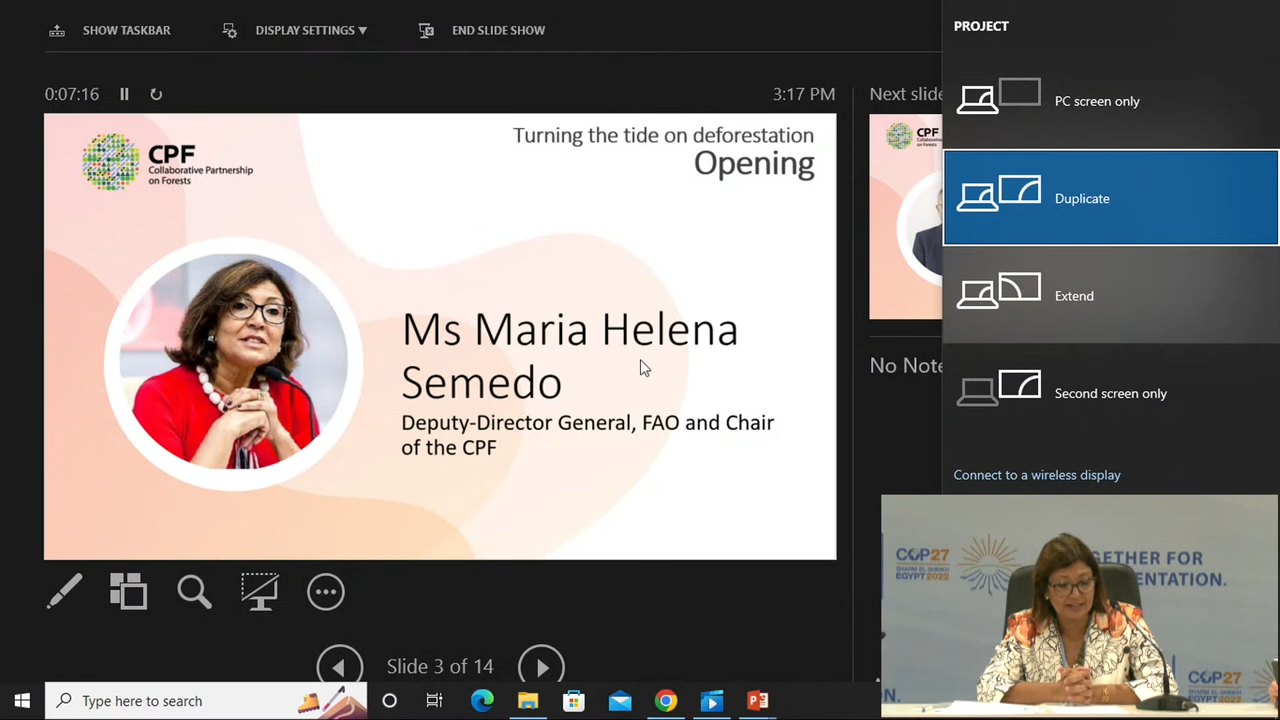 SHOW TASKBAR
DISPLAY SETTINGS ▼
END SLIDE SHOW
0:07:16
3:17 PM
Turning the tide on deforestation
Opening
CPF
Collaborative Partnership
on Forests
Ms Maria Helena
Semedo
Deputy-Director General, FAO and Chair
of the CPF
Next slide
CPF
No Note
Slide 3 of 14
Type here to search
PROJECT
PC screen only
Duplicate
Extend
Second screen only
Connect to a wireless display
COP27
SHARM EL-SHEIKH
EGYPT 2022
GETHER FOR
ENTATION.
COP27
N.